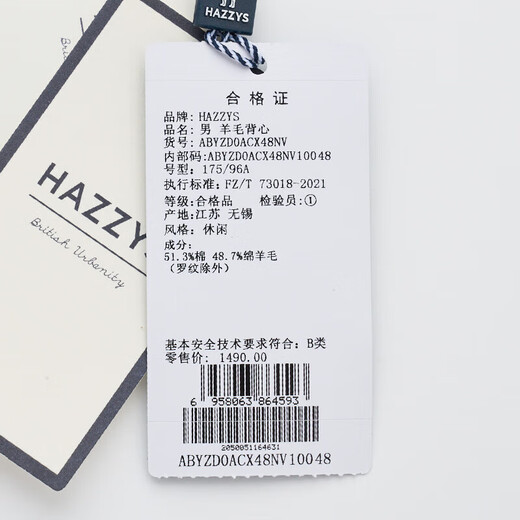 HAZZYS
合格证
品牌: HAZZYS
品名: 男 羊毛背心
货号: ABYZD0ACX48NV
内部码: ABYZD0ACX48NV10048
号型: 175/96A
执行标准: FZ/T 73018-2021
等级: 合格品 检验员: ①
产地: 江苏 无锡
风格: 休闲
成分:
51.3%棉 48.7%绵羊毛
(罗纹除外)
基本安全技术要求符合: B类
零售价: 1490.00
6 958063 864593
2050051164631
ABYZD0ACX48NV10048
HAZZYS
British Urbanity